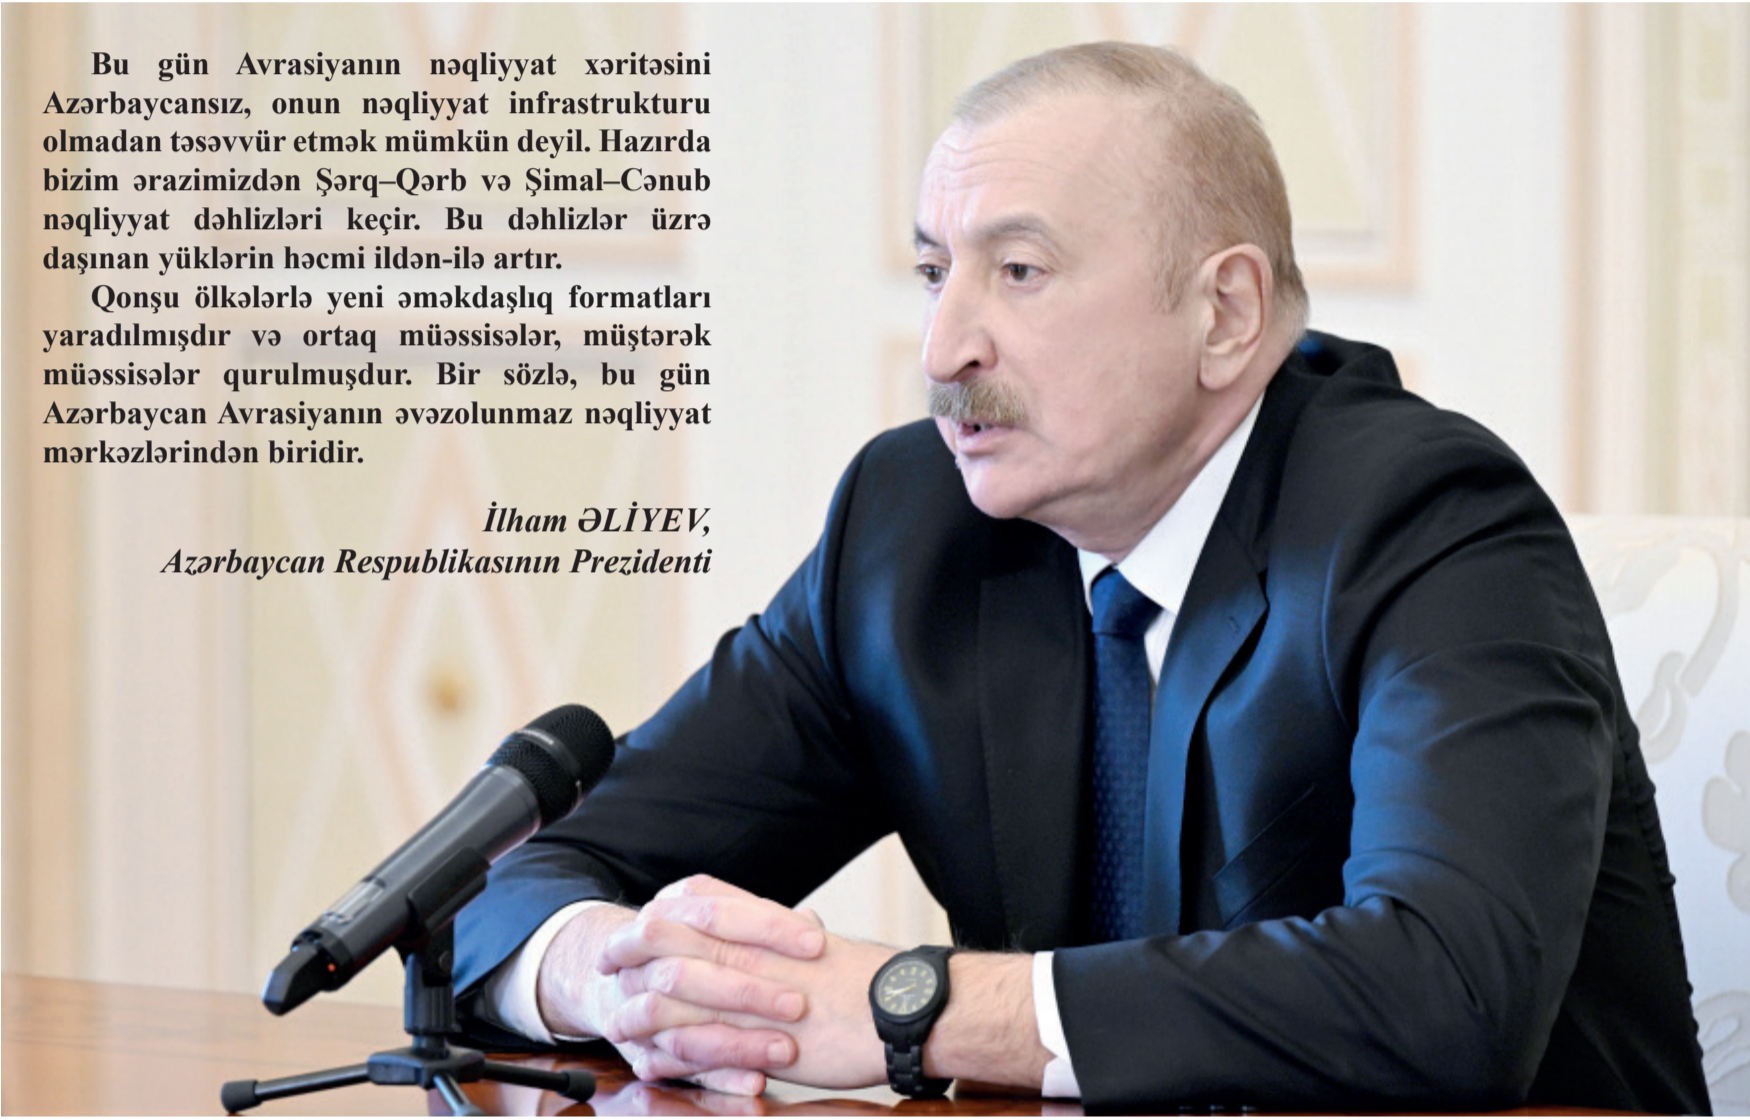 Bu gün Avrasiyanın nəqliyyat xəritəsini
Azərbaycansız, onun nəqliyyat infrastrukturu
olmadan təsəvvür etmək mümkün deyil. Hazırda
bizim ərazimizdən Şərq–Qərb və Şimal–Cənub
nəqliyyat dəhlizləri keçir. Bu dəhlizlər üzrə
daşınan yüklərin həcmi ildən-ilə artır.
Qonşu ölkələrlə yeni əməkdaşlıq formatları
yaradılmışdır və ortaq müəssisələr, müştərək
müəssisələr qurulmuşdur. Bir sözlə, bu gün
Azərbaycan Avrasiyanın əvəzolunmaz nəqliyyat
mərkəzlərindən biridir.
İlham ƏLİYEV,
Azərbaycan Respublikasının Prezidenti